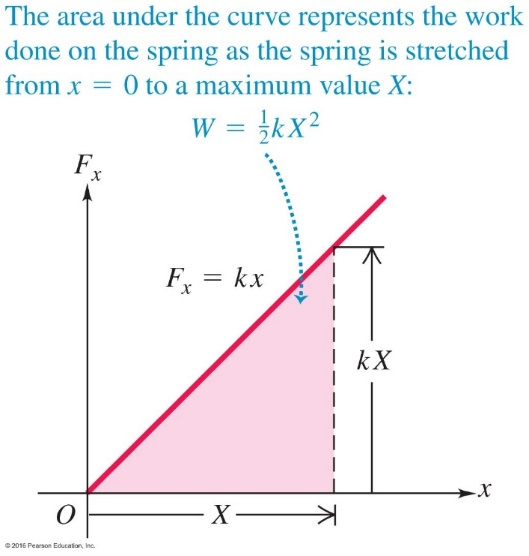 The area under the curve represents the work
done on the spring as the spring is stretched
from x = 0 to a maximum value X:
W = ½kX²
Fₓ
Fₓ = kx
kX
x
O
X
© 2016 Pearson Education, Inc.